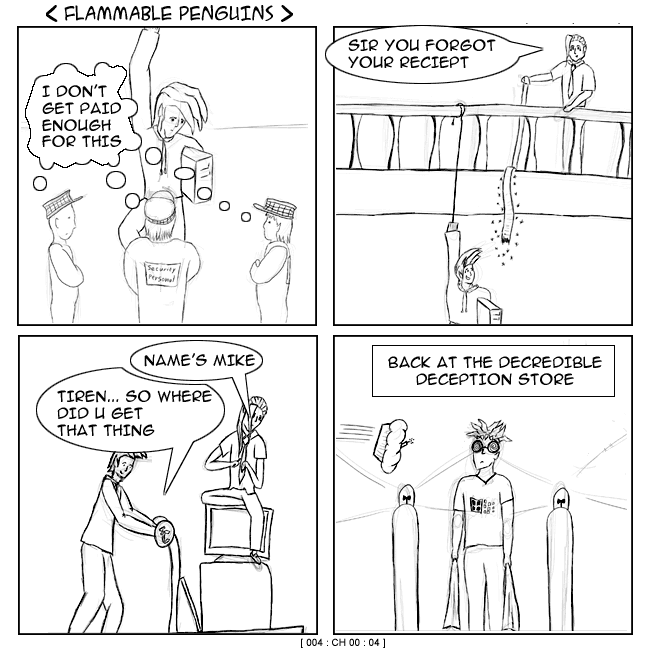 < FLAMMABLE PENGUINS >
I DON'T
GET PAID
ENOUGH
FOR THIS
Security
Personal
SIR YOU FORGOT
YOUR RECIEPT
NAME'S MIKE
TIREN... SO WHERE
DID U GET
THAT THING
BACK AT THE DECREDIBLE
DECEPTION STORE
[ 004 : CH 00 : 04 ]